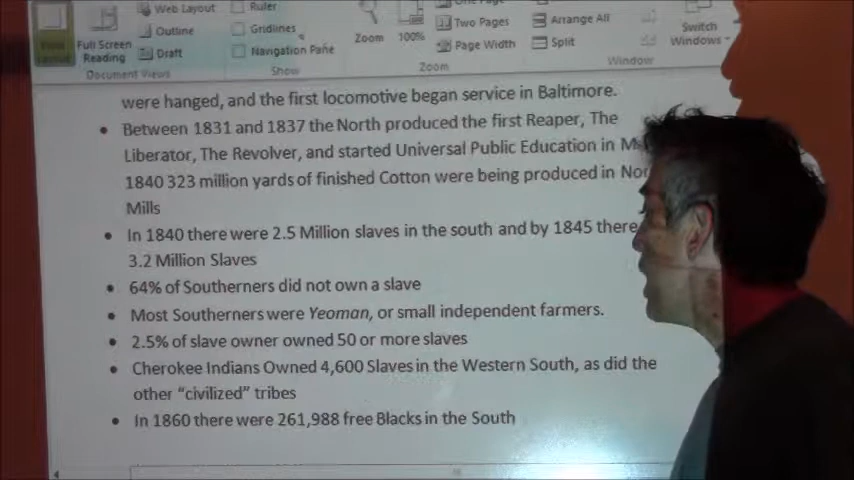 Web Layout
Ruler
One Page
Outline
Gridlines
Two Pages
Arrange All
Full Screen
Reading
Draft
Navigation Pane
Zoom
100%
Page Width
Split
Switch
Windows
Document Views
Show
Zoom
Window
were hanged, and the first locomotive began service in Baltimore.
• Between 1831 and 1837 the North produced the first Reaper, The
Liberator, The Revolver, and started Universal Public Education in
1840 323 million yards of finished Cotton were being produced in
Mills
• In 1840 there were 2.5 Million slaves in the south and by 1845 there
3.2 Million Slaves
• 64% of Southerners did not own a slave
• Most Southerners were Yeoman, or small independent farmers.
• 2.5% of slave owner owned 50 or more slaves
• Cherokee Indians Owned 4,600 Slaves in the Western South, as did the
other “civilized” tribes
• In 1860 there were 261,988 free Blacks in the South